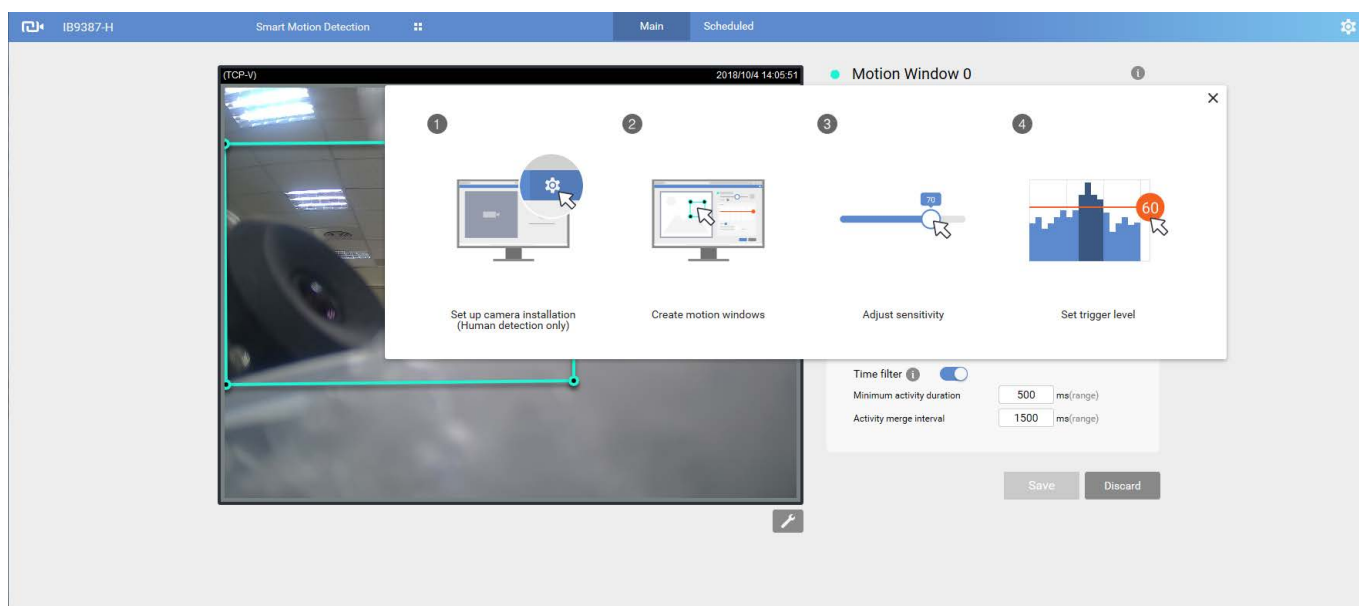 IB9387-H
Smart Motion Detection
Main
Scheduled
(TCP-V)
2018/10/4 14:05:51
Motion Window 0
i
×
1
2
3
4
70
60
Set up camera installation
(Human detection only)
Create motion windows
Adjust sensitivity
Set trigger level
Time filter i
Minimum activity duration 500 ms(range)
Activity merge interval 1500 ms(range)
Save
Discard